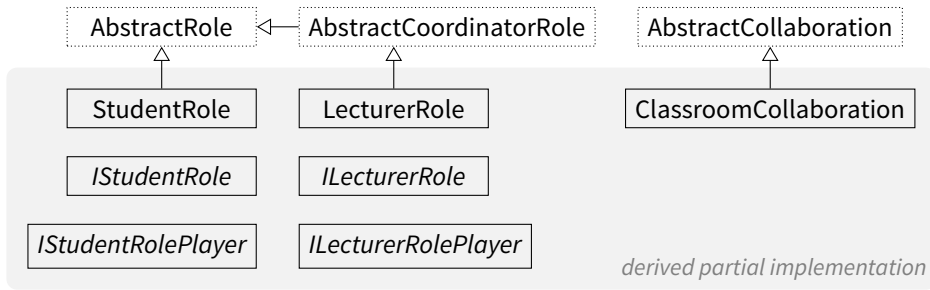 AbstractRole AbstractCoordinatorRole AbstractCollaboration
StudentRole LecturerRole ClassroomCollaboration
IStudentRole ILecturerRole
IStudentRolePlayer ILecturerRolePlayer
derived partial implementation